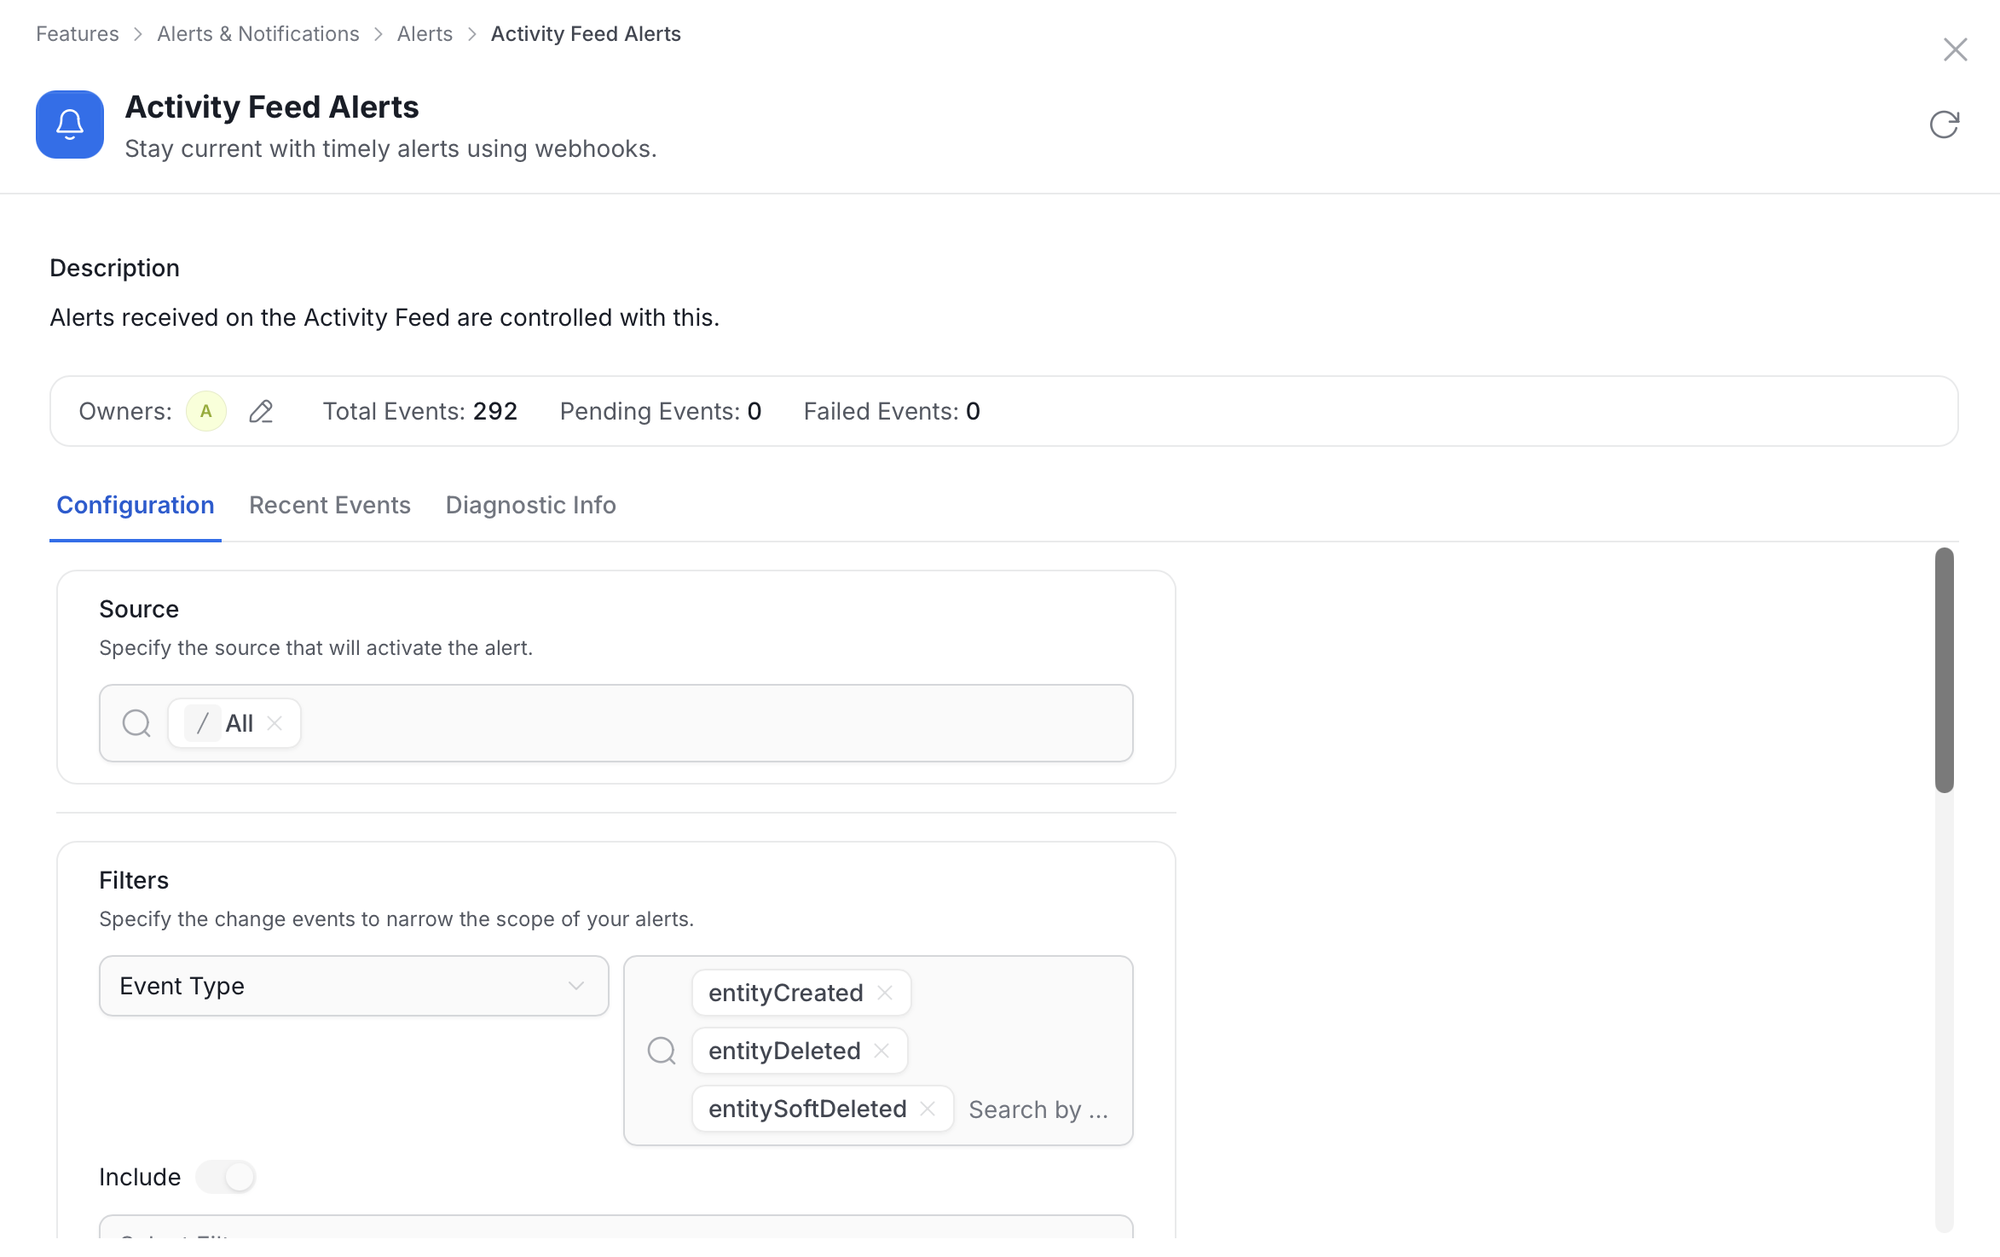 Features > Alerts & Notifications > Alerts > Activity Feed Alerts
Activity Feed Alerts
Stay current with timely alerts using webhooks.
Description
Alerts received on the Activity Feed are controlled with this.
Owners: A Total Events: 292 Pending Events: 0 Failed Events: 0
Configuration Recent Events Diagnostic Info
Source
Specify the source that will activate the alert.
/ All
Filters
Specify the change events to narrow the scope of your alerts.
Event Type
entityCreated
entityDeleted
entitySoftDeleted Search by ...
Include